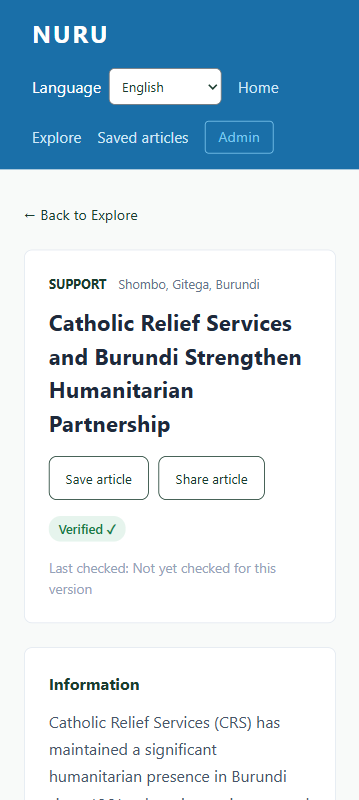 NURU
Language English Home
Explore Saved articles Admin
← Back to Explore
SUPPORT Shombo, Gitega, Burundi
Catholic Relief Services
and Burundi Strengthen
Humanitarian
Partnership
Save article Share article
Verified ✓
Last checked: Not yet checked for this
version
Information
Catholic Relief Services (CRS) has
maintained a significant
humanitarian presence in Burundi